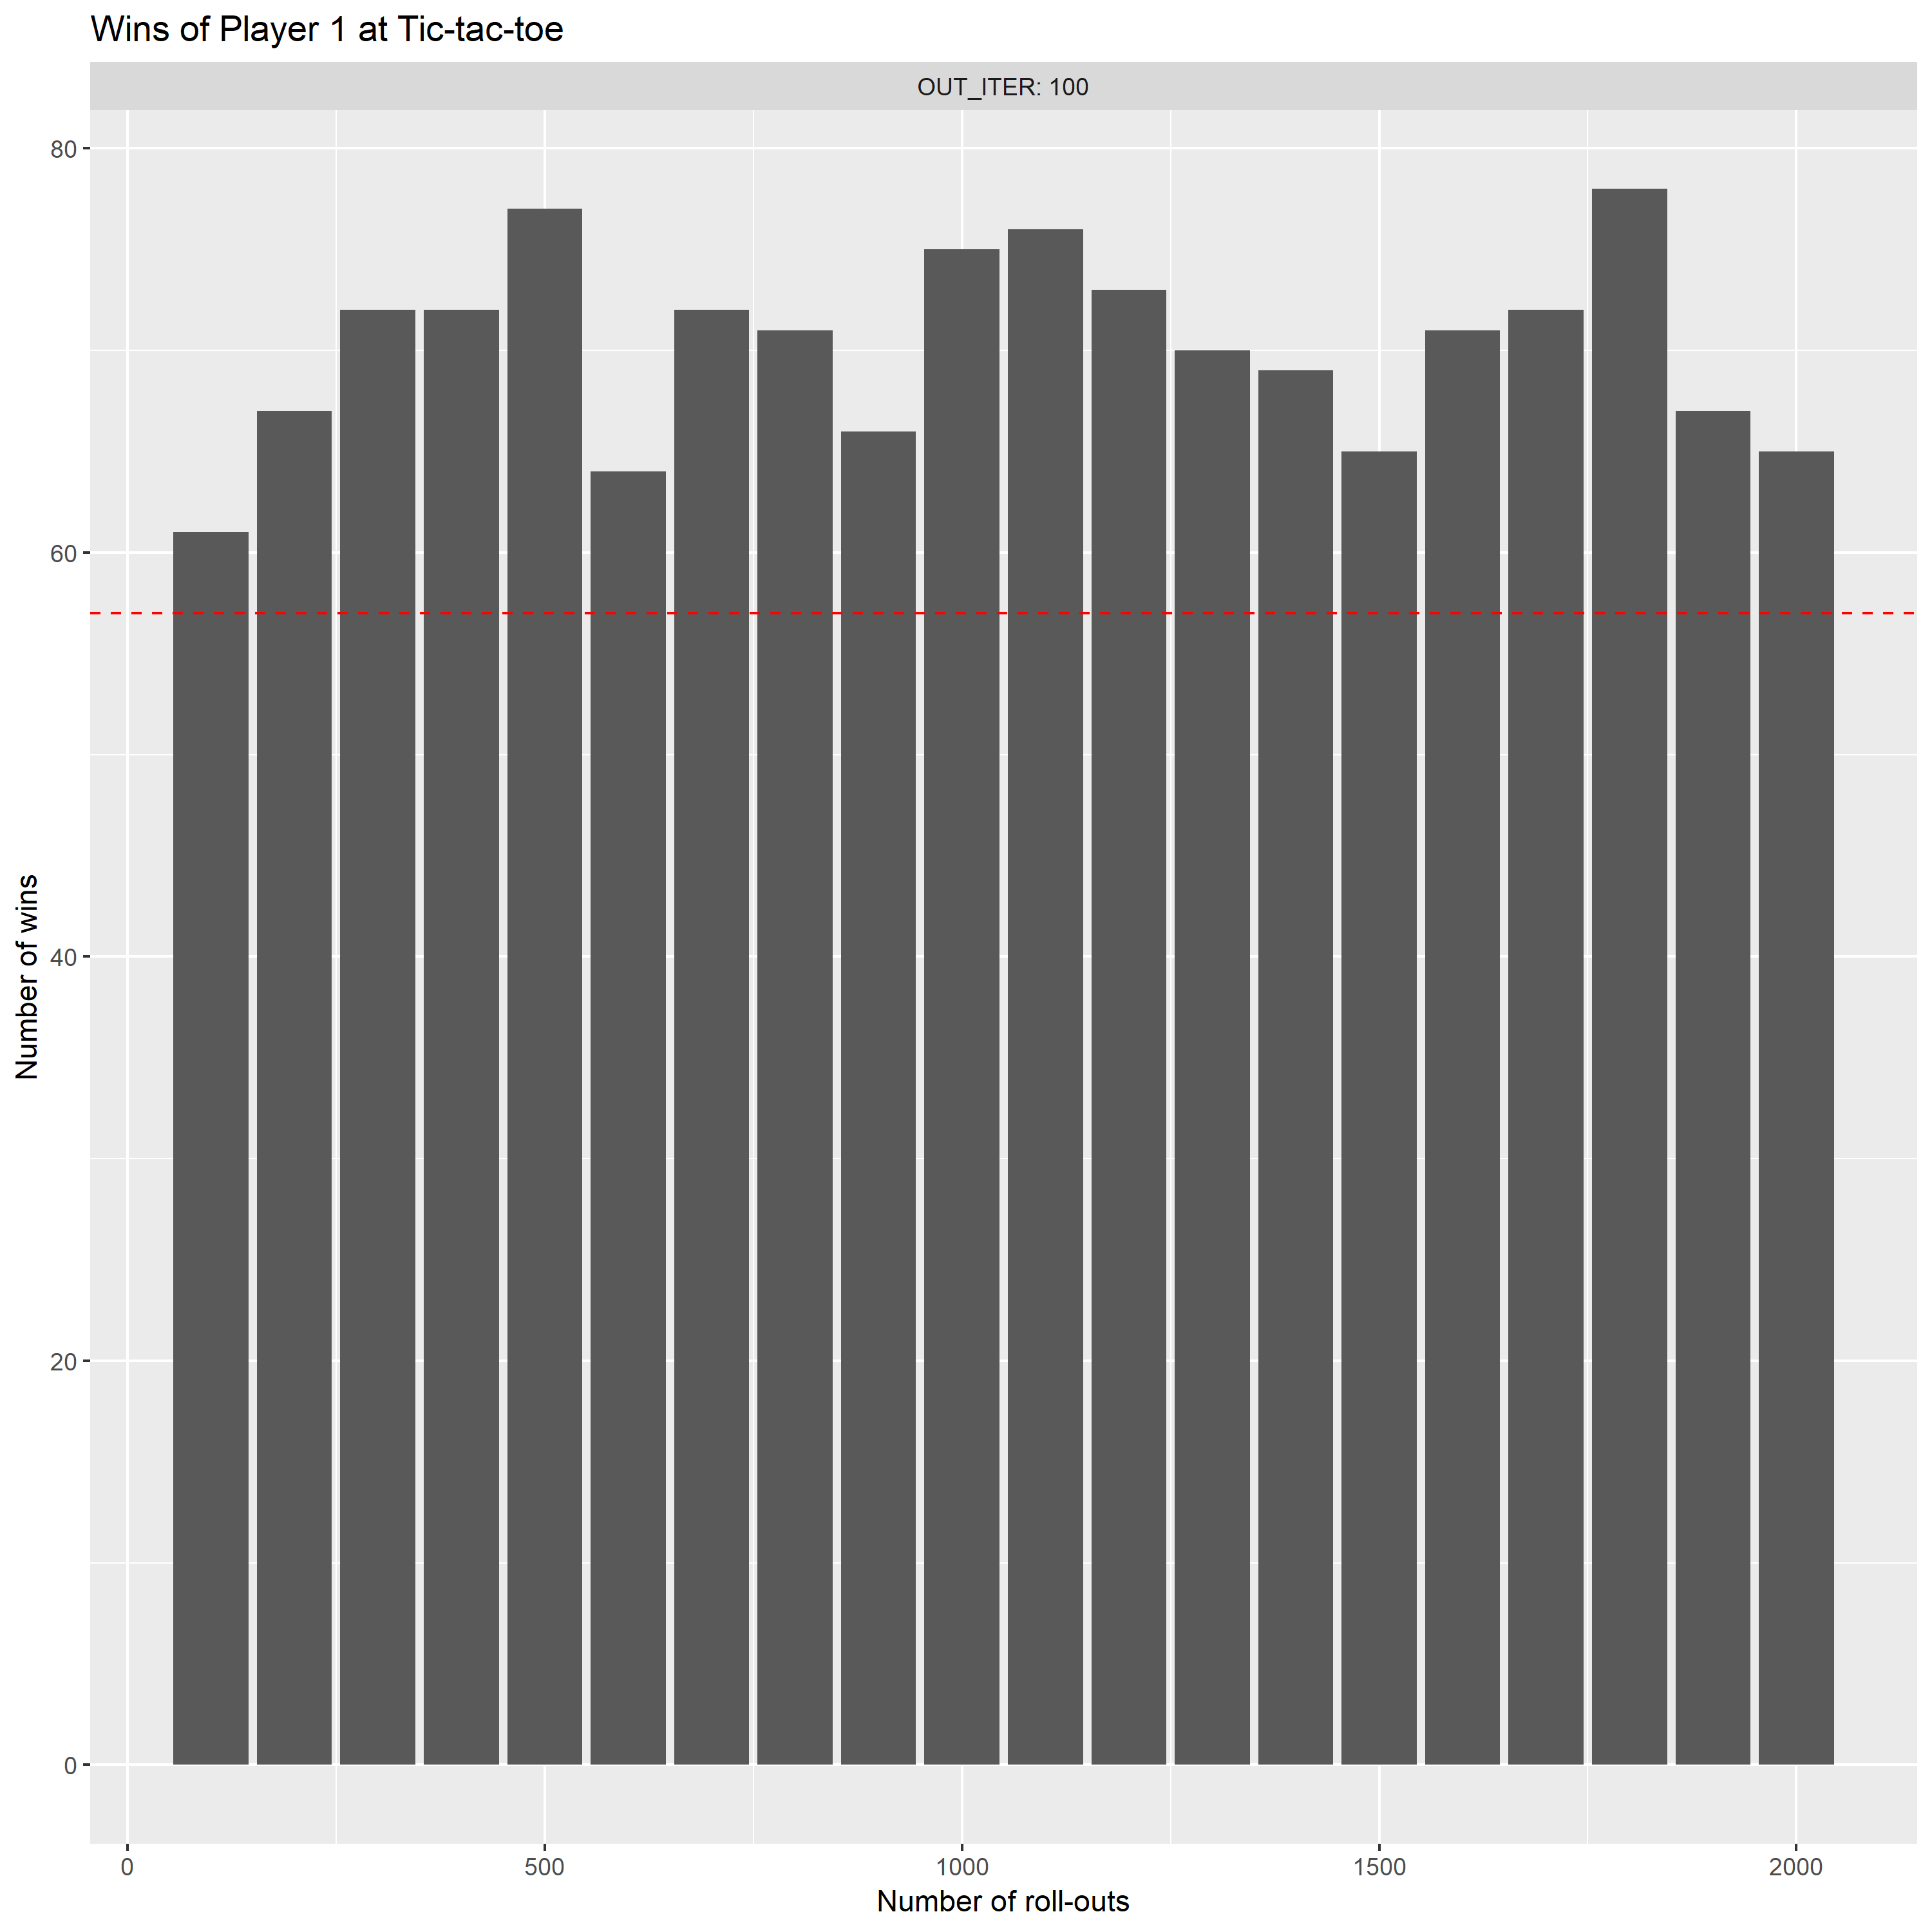 Wins of Player 1 at Tic-tac-toe
OUT_ITER: 100
80
60
40
20
0
Number of wins
0 500 1000 1500 2000
Number of roll-outs